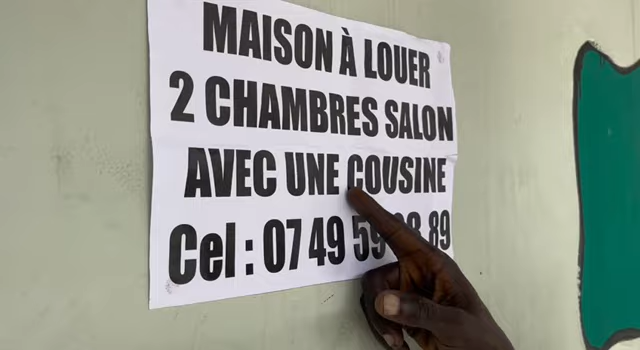 MAISON À LOUER
2 CHAMBRES SALON
AVEC UNE COUSINE
Cel : 07 49 59 89